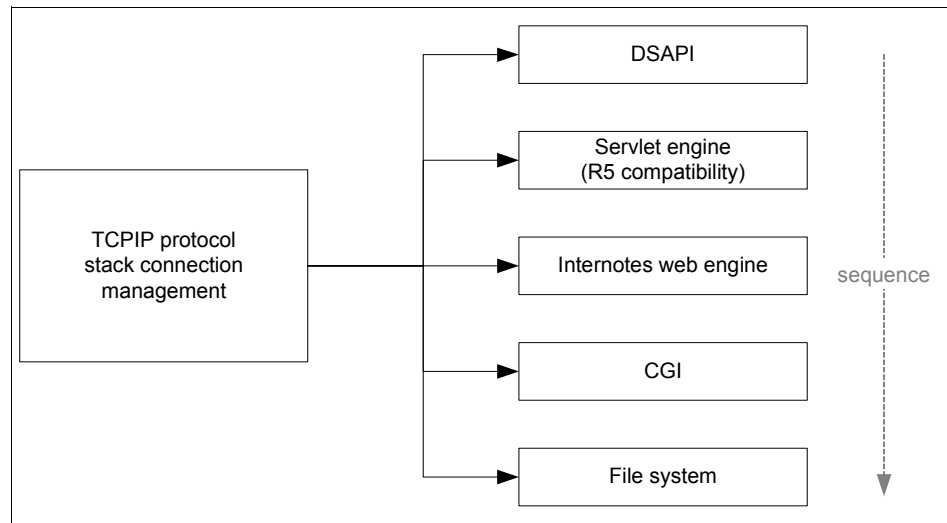 DSAPI
Servlet engine
(R5 compatibility)
TCPIP protocol
stack connection
management
Internotes web engine
sequence
CGI
File system